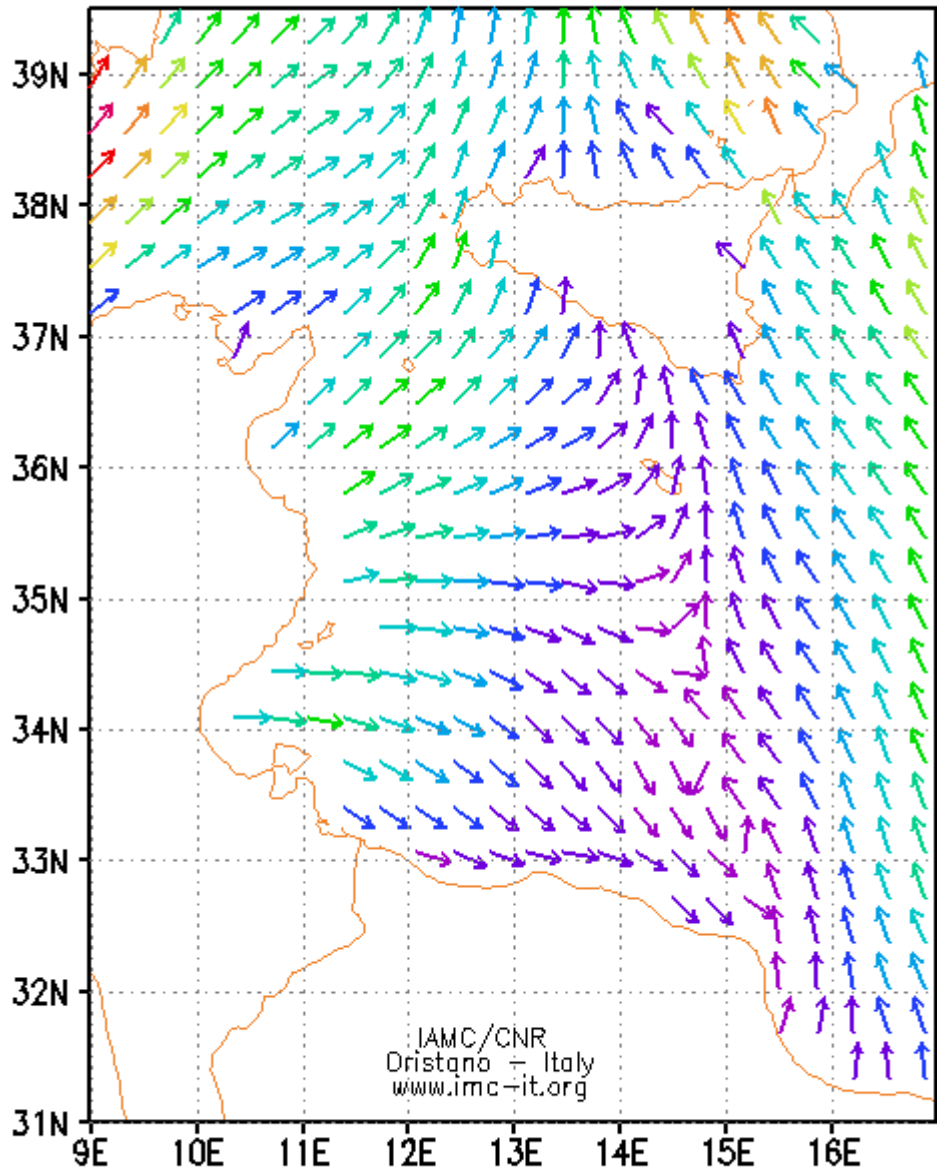 39N
38N
37N
36N
35N
34N
33N
32N
31N
IAMC/CNR
Oristano – Italy
www.imc-it.org
9E 10E 11E 12E 13E 14E 15E 16E